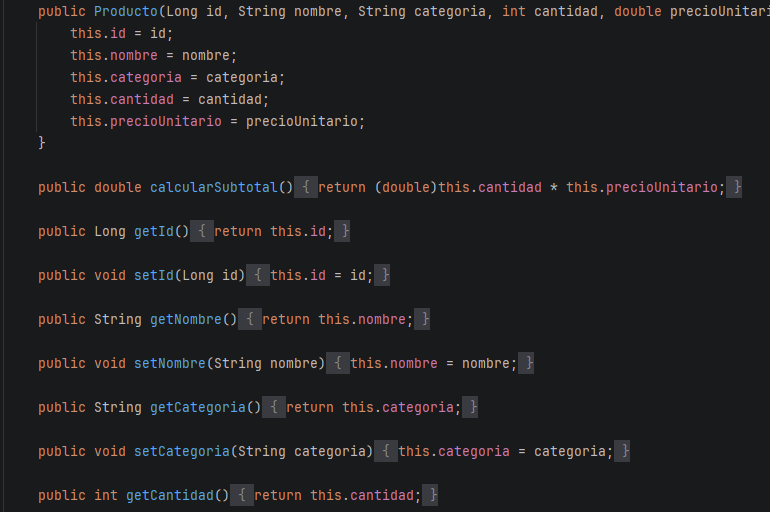 public Producto(Long id, String nombre, String categoria, int cantidad, double precioUnitari
this.id = id;
this.nombre = nombre;
this.categoria = categoria;
this.cantidad = cantidad;
this.precioUnitario = precioUnitario;
}
public double calcularSubtotal() { return (double)this.cantidad * this.precioUnitario; }
public Long getId() { return this.id; }
public void setId(Long id) { this.id = id; }
public String getNombre() { return this.nombre; }
public void setNombre(String nombre) { this.nombre = nombre; }
public String getCategoria() { return this.categoria; }
public void setCategoria(String categoria) { this.categoria = categoria; }
public int getCantidad() { return this.cantidad; }